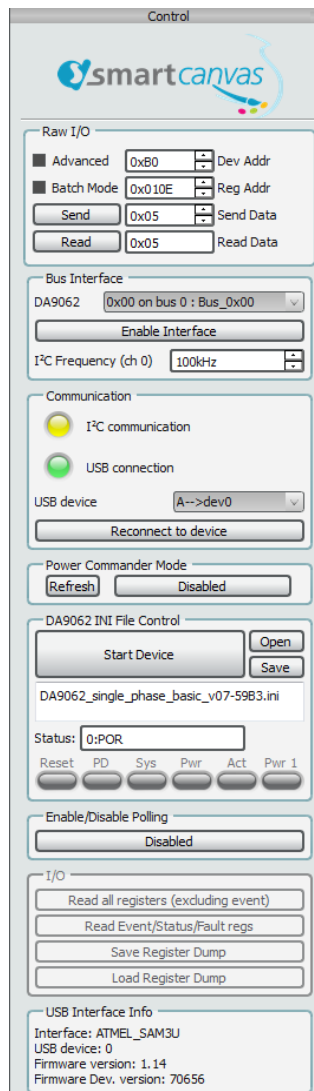 Control
smartcanvas
Raw I/O
Advanced 0xB0 Dev Addr
Batch Mode 0x010E Reg Addr
Send 0x05 Send Data
Read 0x05 Read Data
Bus Interface
DA9062 0x00 on bus 0 : Bus_0x00
Enable Interface
I²C Frequency (ch 0) 100kHz
Communication
I²C communication
USB connection
USB device A-->dev0
Reconnect to device
Power Commander Mode
Refresh Disabled
DA9062 INI File Control
Start Device Open
Save
DA9062_single_phase_basic_v07-59B3.ini
Status: 0:POR
Reset PD Sys Pwr Act Pwr 1
Enable/Disable Polling
Disabled
I/O
Read all registers (excluding event)
Read Event/Status/Fault regs
Save Register Dump
Load Register Dump
USB Interface Info
Interface: ATMEL_SAM3U
USB device: 0
Firmware version: 1.14
Firmware Dev. version: 70656